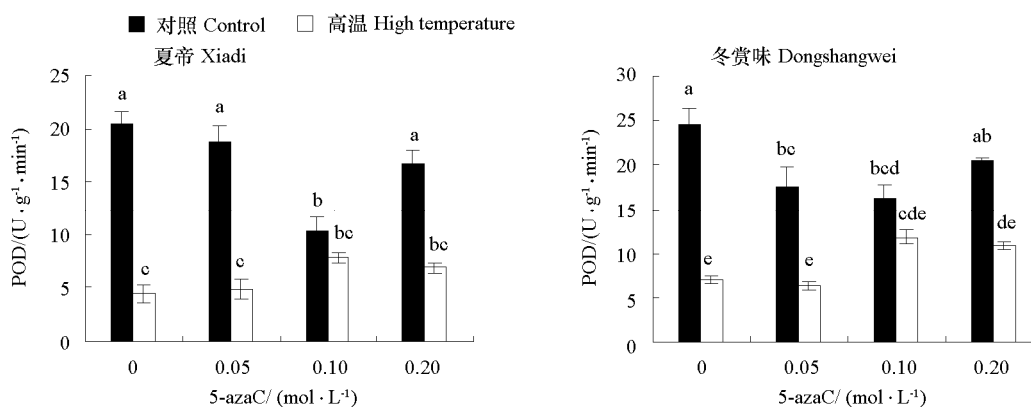 对照 Control 高温 High temperature
夏帝 Xiadi
POD/(U·g⁻¹·min⁻¹)
25
20
15
10
5
0
a
c
a
c
b
bc
a
bc
0 0.05 0.10 0.20
5-azaC/ (mol·L⁻¹)
冬赏味 Dongshangwei
POD/(U·g⁻¹·min⁻¹)
30
25
20
15
10
5
0
a
e
bc
e
bcd
cde
ab
de
0 0.05 0.10 0.20
5-azaC/ (mol·L⁻¹)